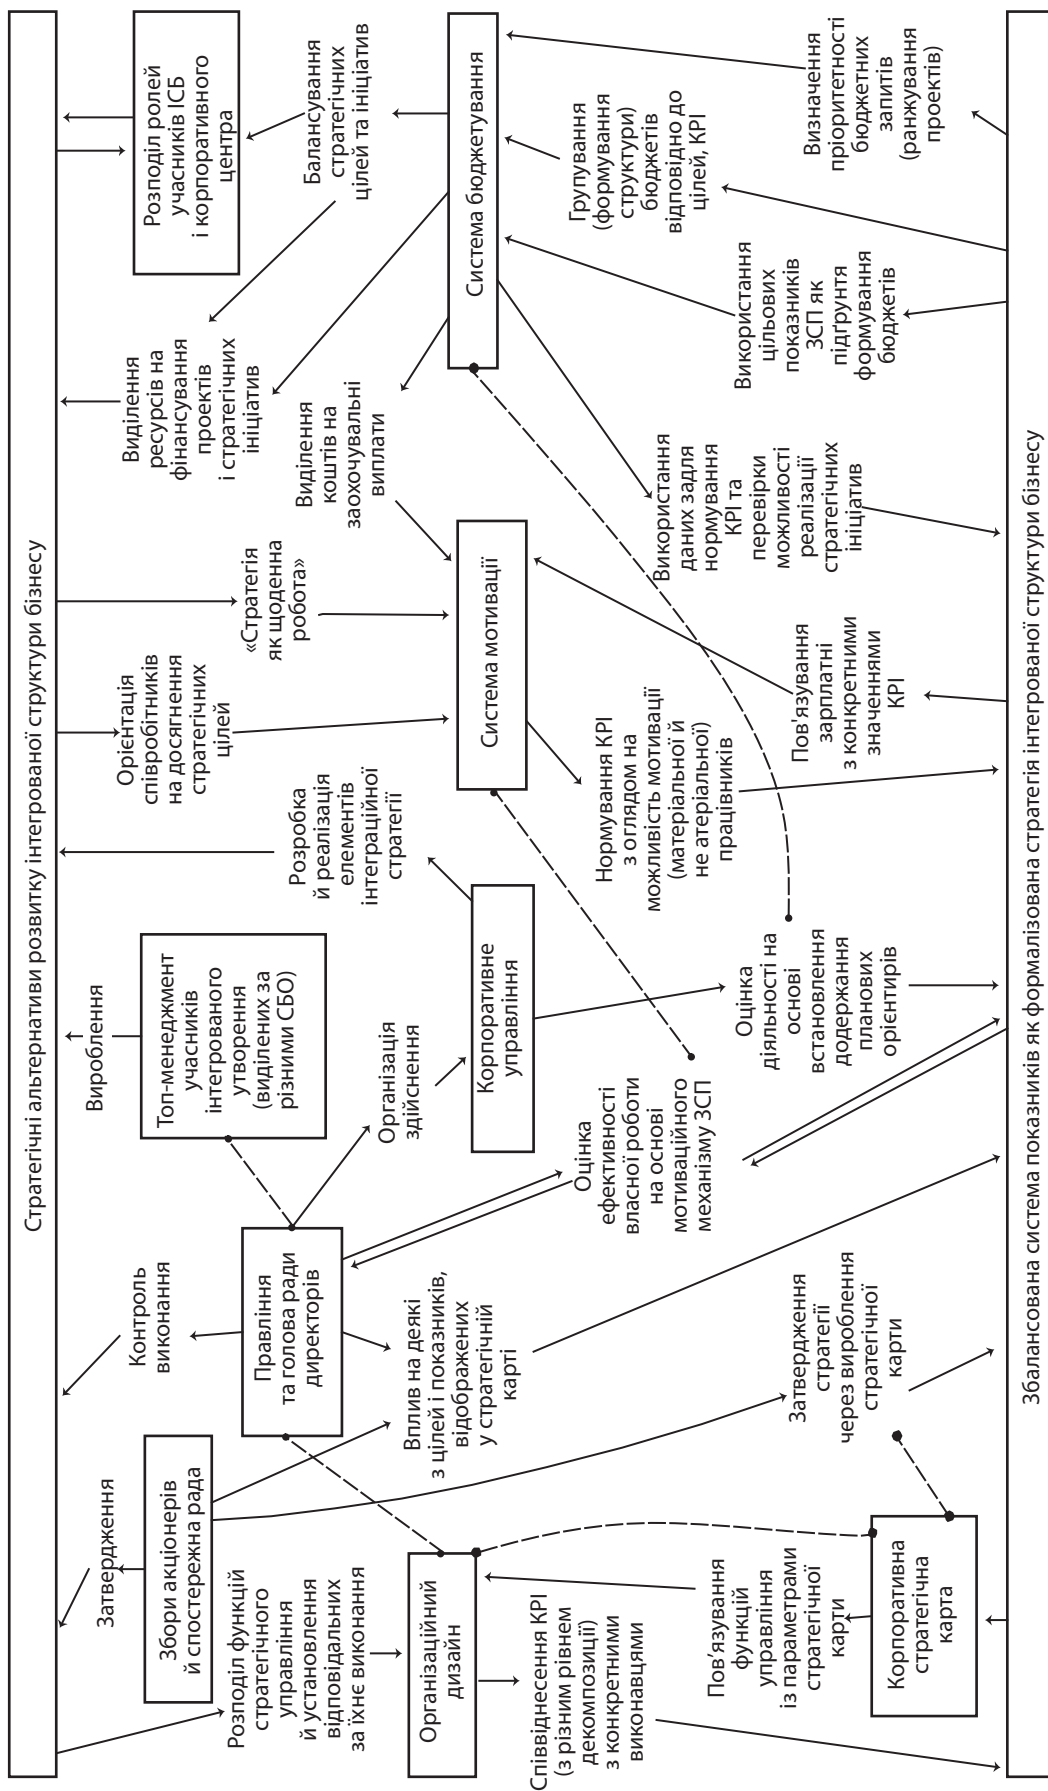 Стратегічні альтернативи розвитку інтегрованої структури бізнесу
Затвердження
Збори акціонерів
й спостережна рада
Розподіл функцій
стратегічного
управління
й установлення
відповідальних
за їхнє виконання
Організаційний
дизайн
Співвіднесення КРІ
(з різним рівнем
декомпозиції)
з конкретними
виконавцями
Пов’язування
функцій
управління
із параметрами
стратегічної
карти
Корпоративна
стратегічна
карта
Контроль
виконання
Правління
та голова ради
директорів
Вплив на деякі
з цілей і показників,
відображених
у стратегічній
карті
Затвердження
стратегії
через вироблення
стратегічної
карти
Вироблення
Топ-менеджмент
учасників
інтегрованого
утворення
(виділених за
різними СБО)
Організація
здійснення
Корпоративне
управління
Оцінка
ефективності
власної роботи
на основі
мотиваційного
механізму ЗСП
Оцінка
діяльності на
основі
встановлення
додержання
планових
орієнтирів
Розробка
й реалізація
елементів
інтеграційної
стратегії
Орієнтація
співробітників
на досягнення
стратегічних
цілей
«Стратегія
як щоденна
робота»
Система мотивації
Нормування КРІ
з оглядом на
можливість мотивації
(матеріальної й
не атеріальної)
працівників
Пов'язування
зарплатні
з конкретними
значеннями
КРІ
Виділення
ресурсів на
фінансування
проектів
і стратегічних
ініціатив
Виділення
коштів на
заохочувальні
виплати
Використання
даних задля
нормування
КРІ та
перевірки
можливості
реалізації
стратегічних
ініціатив
Розподіл ролей
учасників ІСБ
і корпоративного
центра
Балансування
стратегічних
цілей та ініціатив
Система бюджетування
Групування
(формування
структури)
бюджетів
відповідно до
цілей, КРІ
Використання
цільових
показників
ЗСП як
підґрунтя
формування
бюджетів
Визначення
пріоритетності
бюджетних
запитів
(ранжування
проектів)
Збалансована система показників як формалізована стратегія інтегрованої структури бізнесу